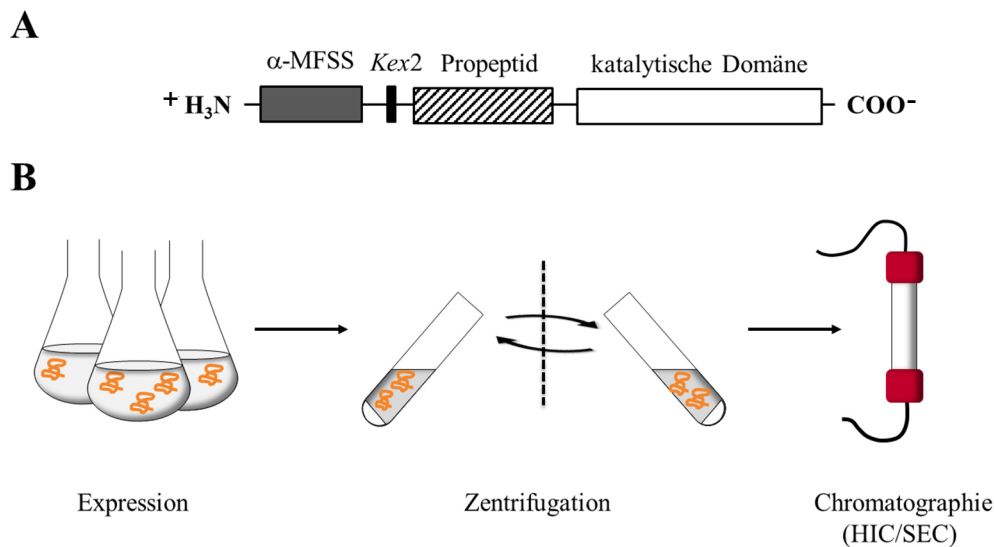 A
α-MFSS Kex2 Propeptid katalytische Domäne
+ H3N COO-
B
Expression Zentrifugation Chromatographie
(HIC/SEC)